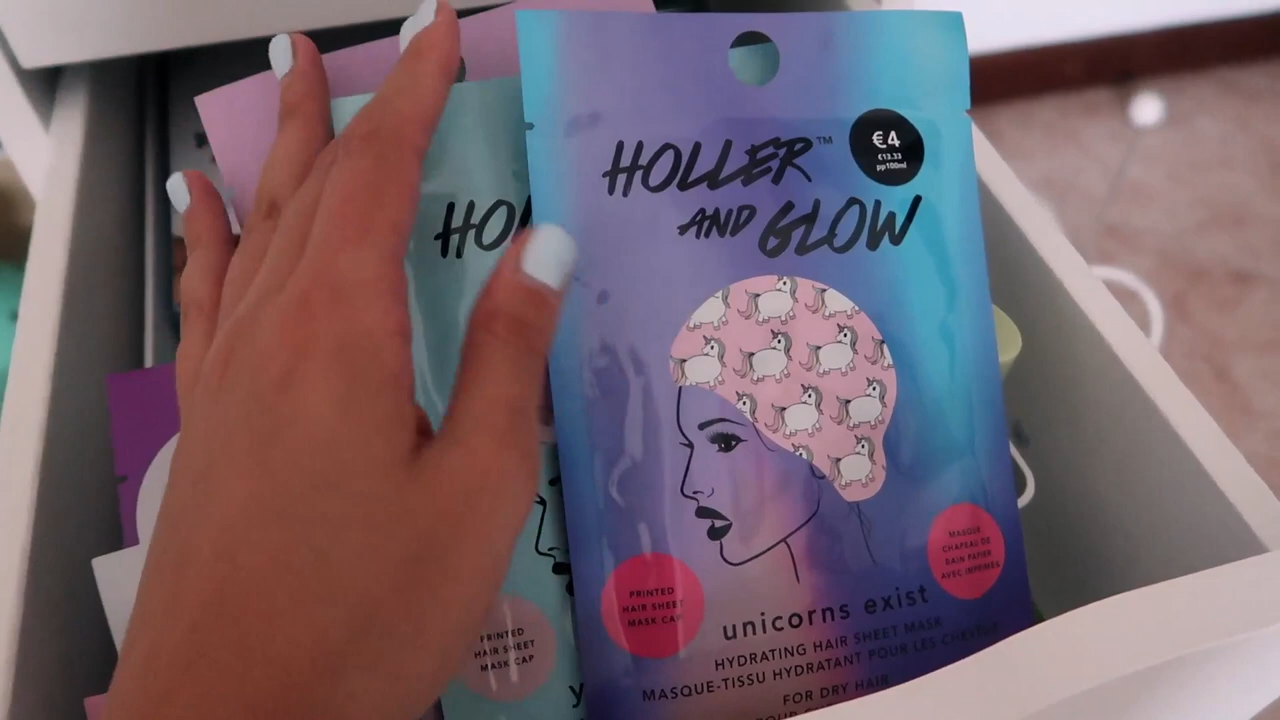 HOLLER™
AND GLOW
€4
€13.33
pp100ml
HO
PRINTED
HAIR SHEET
MASK CAP
MASQUE
CHAPEAU DE
BAIN PAPIER
AVEC IMPRIMÉS
unicorns exist
HYDRATING HAIR SHEET MASK
MASQUE-TISSU HYDRATANT POUR LES CHEVEUX
FOR DRY HAIR
PRINTED
HAIR SHEET
MASK CAP
y